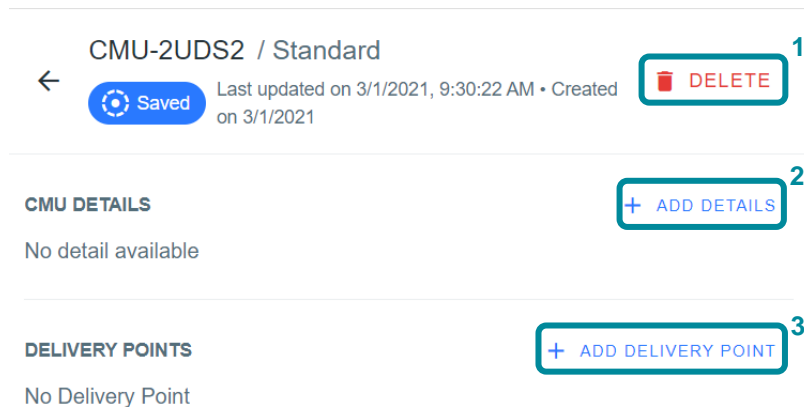 CMU-2UDS2 / Standard
1
DELETE
Saved
Last updated on 3/1/2021, 9:30:22 AM • Created
on 3/1/2021
2
CMU DETAILS
+ ADD DETAILS
No detail available
3
DELIVERY POINTS
+ ADD DELIVERY POINT
No Delivery Point